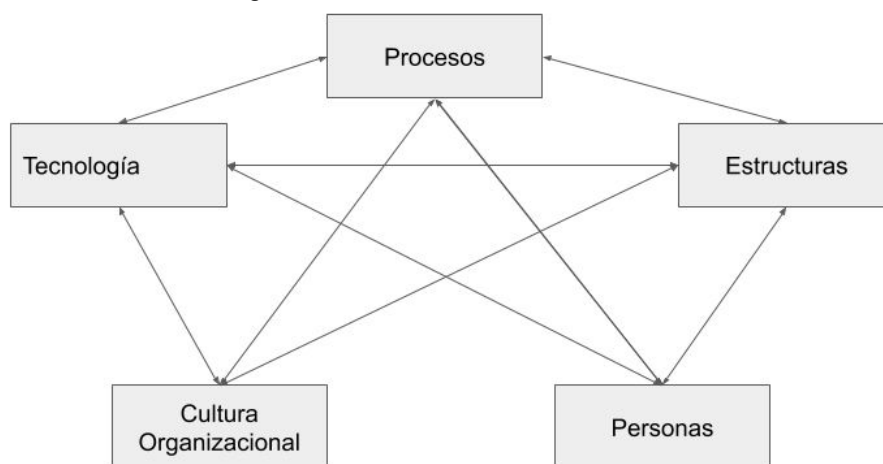 Procesos
Tecnología
Estructuras
Cultura
Organizacional
Personas